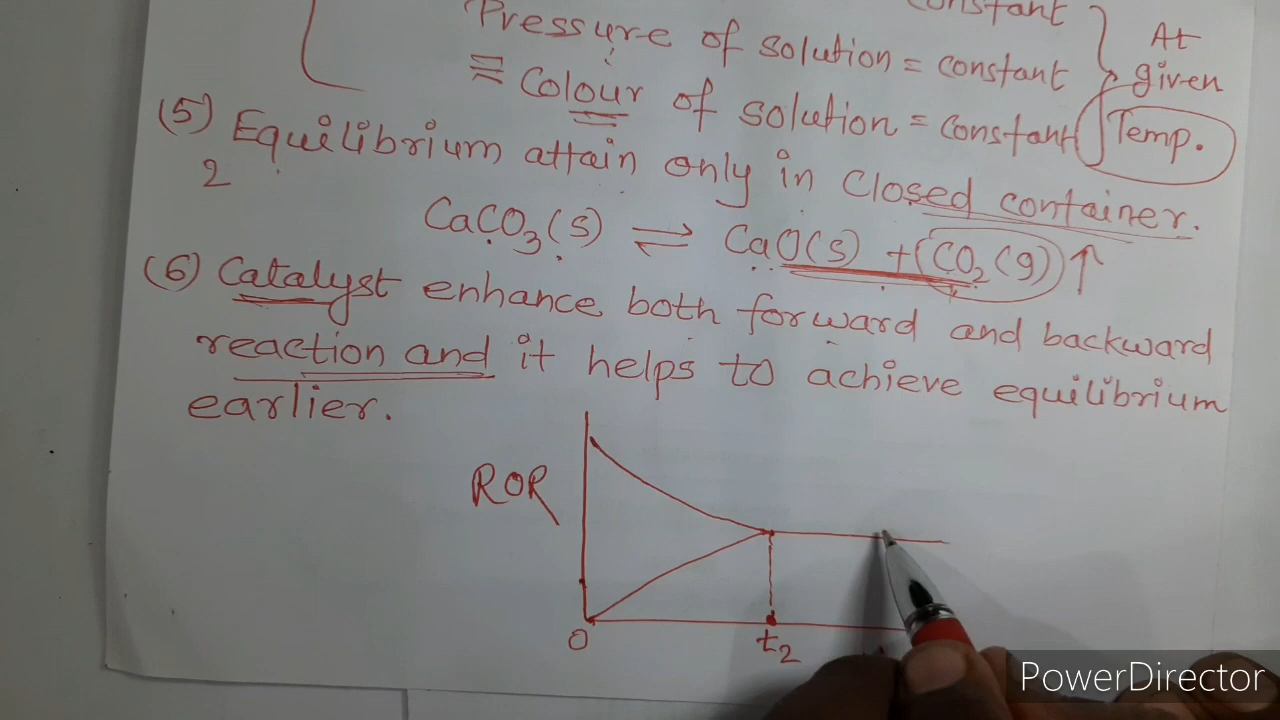 constant
Pressure of solution = constant
At
given
Temp.
≡ Colour of solution = constant
(5) Equilibrium attain only in closed container.
2
CaCO₃(s) ⇌ CaO(s) + CO₂(g) ↑
(6) Catalyst enhance both forward and backward
reaction and it helps to achieve equilibrium
earlier.
ROR
0
t₂
PowerDirector